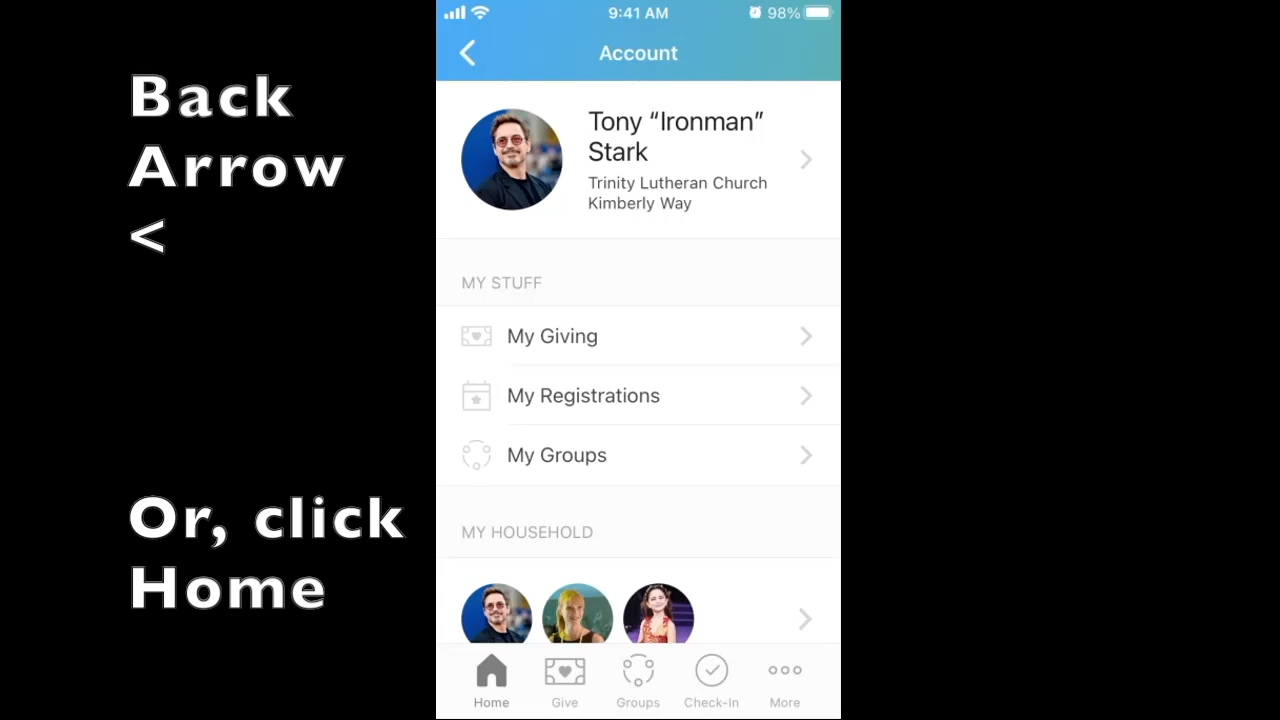 Back
Arrow
<
Or, click
Home
9:41 AM
98%
Account
Tony “Ironman”
Stark
Trinity Lutheran Church
Kimberly Way
MY STUFF
My Giving
My Registrations
My Groups
MY HOUSEHOLD
Home Give Groups Check-In More